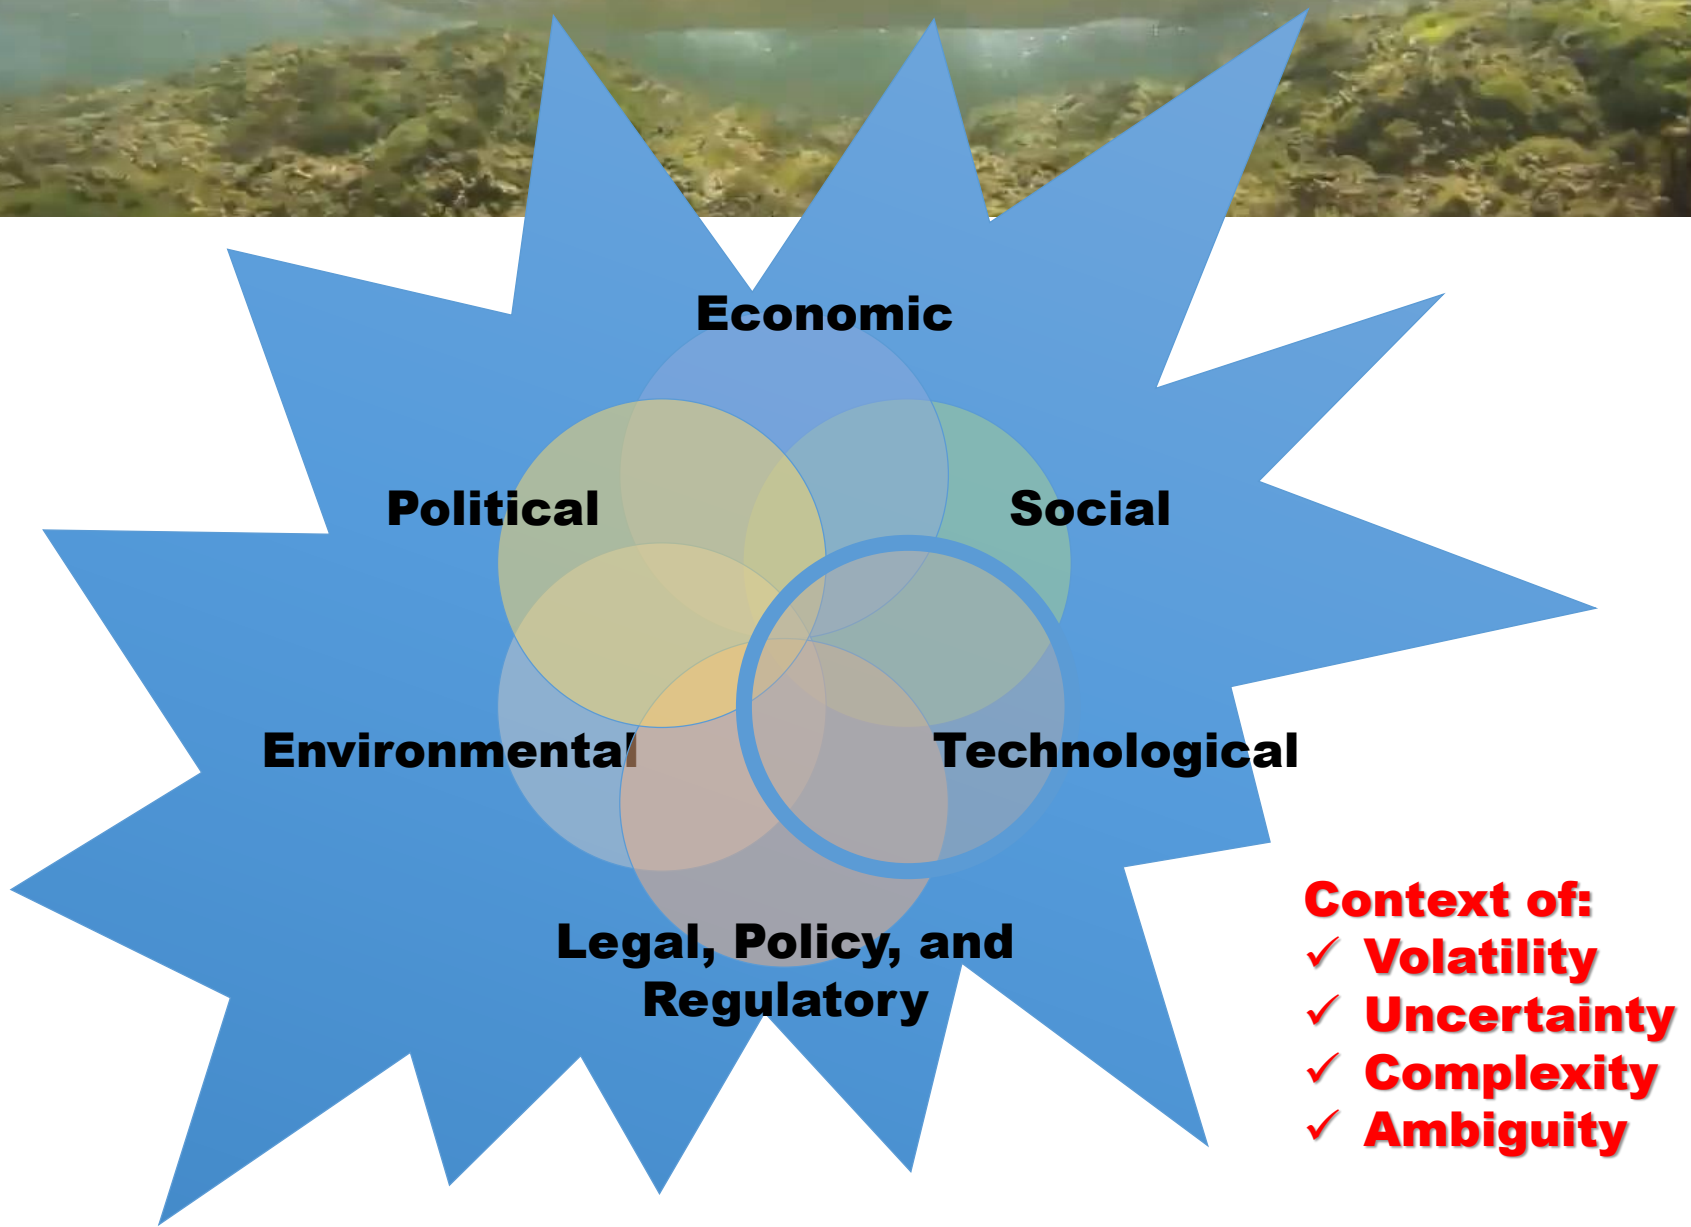 Economic
Political
Social
Environmental
Technological
Legal, Policy, and
Regulatory
Context of:
✓ Volatility
✓ Uncertainty
✓ Complexity
✓ Ambiguity